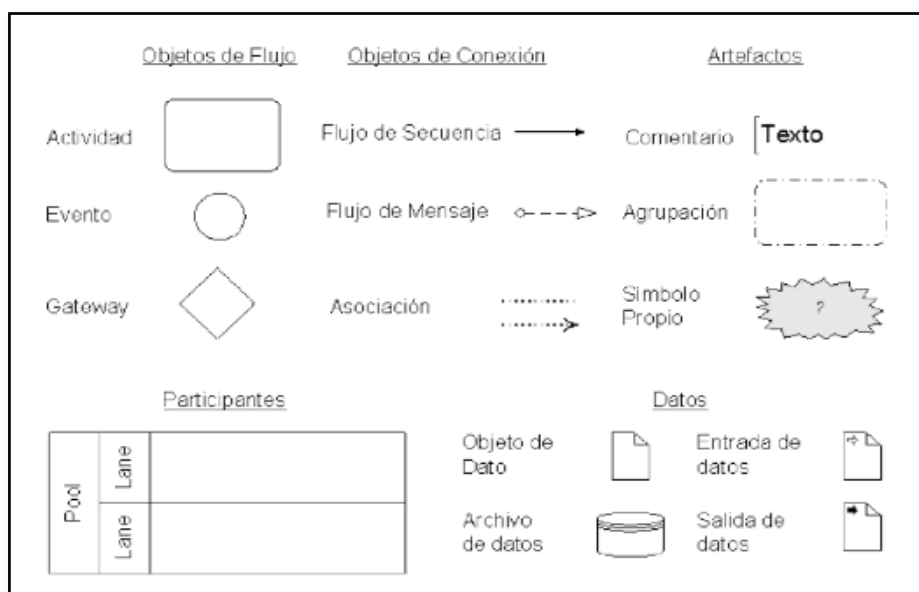 Objetos de Flujo
Objetos de Conexión
Artefactos
Actividad
Flujo de Secuencia
Comentario
Texto
Evento
Flujo de Mensaje
Agrupación
Gateway
Asociación
Simbolo
Propio
?
Participantes
Datos
Pool
Lane
Lane
Objeto de
Dato
Entrada de
datos
Archivo
de datos
Salida de
datos